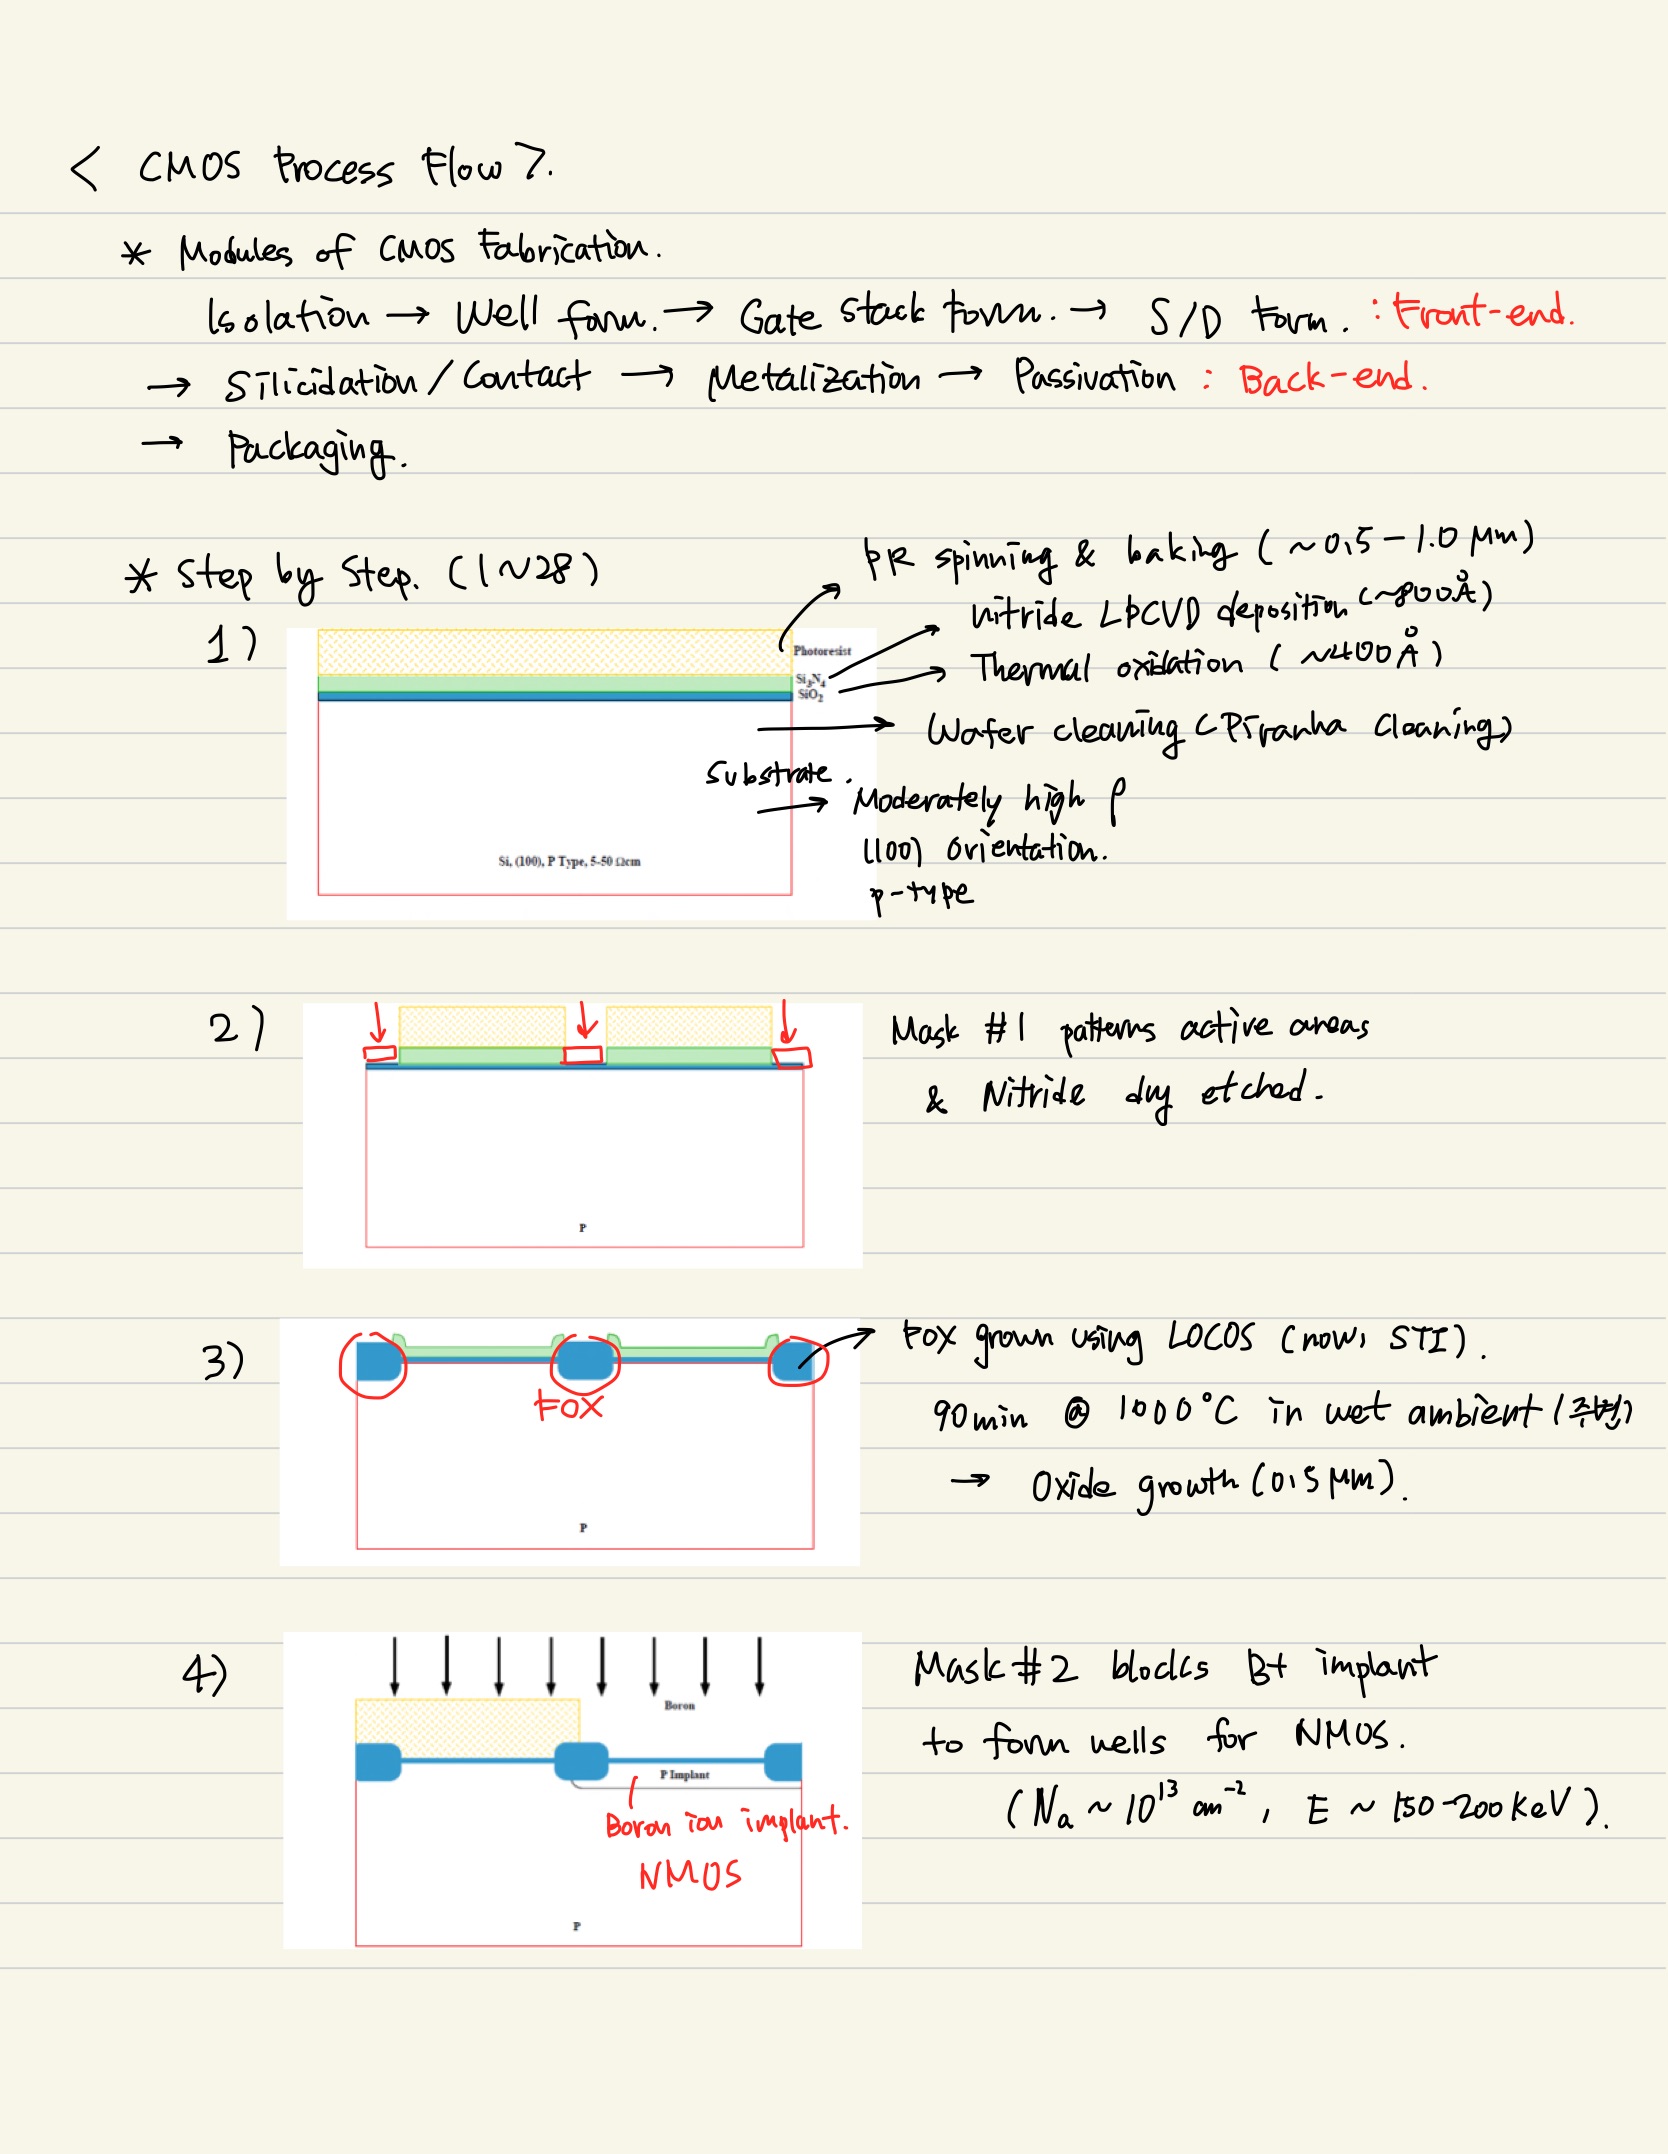 < CMOS Process Flow >.
* Modules of CMOS Fabrication.
Isolation → Well form. → Gate stack form. → S/D form. : Front-end.
→ Silicidation / Contact → Metalization → Passivation : Back-end.
→ Packaging.
* Step by Step. (1~28)
1)
PR spinning & baking (~0.5-1.0 μm)
nitride LPCVD deposition (~800Å)
Thermal oxidation (~400Å)
Photoresist
Si3N4
SiO2
Wafer cleaning (Piranha Cleaning)
Substrate.
Moderately high ρ
(100) orientation.
p-type
Si, (100), P Type, 5-50 Ωcm
2)
Mask #1 patterns active areas
& Nitride dry etched.
P
3)
FOX grown using LOCOS (now, STI).
FOX
90min @ 1000°C in wet ambient (주변)
→ Oxide growth (0.5 μm).
P
4)
Mask #2 blocks B+ implant
to form wells for NMOS.
(Na ~ 10^13 cm^-2, E ~ 150-200 KeV).
Boron
P Implant
Boron ion implant.
NMOS
P